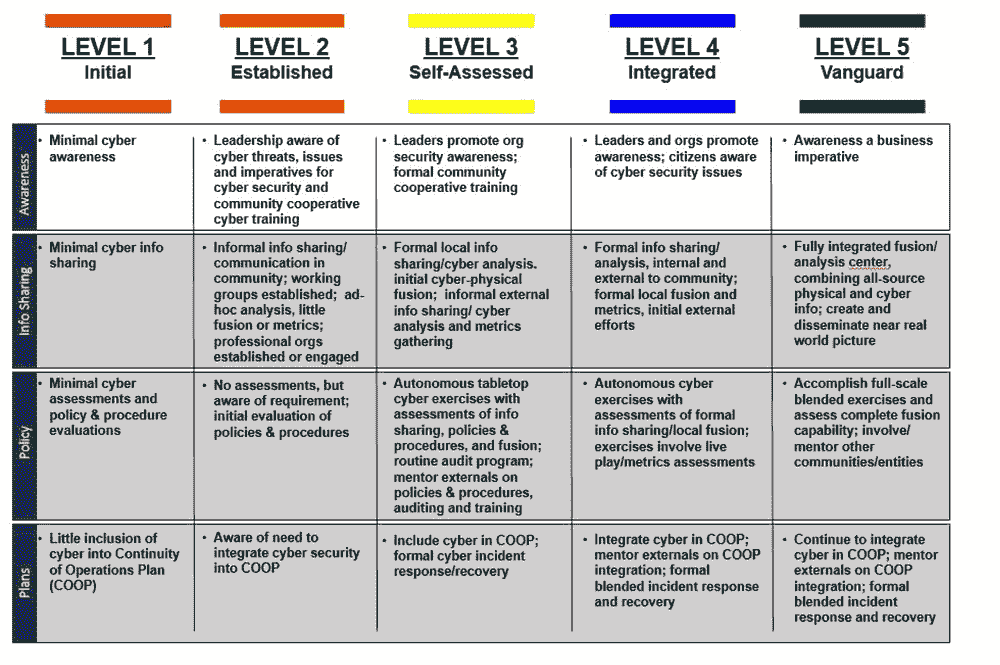 LEVEL 1
Initial
LEVEL 2
Established
LEVEL 3
Self-Assessed
LEVEL 4
Integrated
LEVEL 5
Vanguard
Awareness
• Minimal cyber
awareness
• Leadership aware of
cyber threats, issues
and imperatives for
cyber security and
community cooperative
cyber training
• Leaders promote org
security awareness;
formal community
cooperative training
• Leaders and orgs promote
awareness; citizens aware
of cyber security issues
• Awareness a business
imperative
Info Sharing
• Minimal cyber info
sharing
• Informal info sharing/
communication in
community; working
groups established; ad-
hoc analysis, little
fusion or metrics;
professional orgs
established or engaged
• Formal local info
sharing/cyber analysis.
initial cyber-physical
fusion; informal external
info sharing/ cyber
analysis and metrics
gathering
• Formal info sharing/
analysis, internal and
external to community;
formal local fusion and
metrics, initial external
efforts
• Fully integrated fusion/
analysis center,
combining all-source
physical and cyber
info; create and
disseminate near real
world picture
Policy
• Minimal cyber
assessments and
policy & procedure
evaluations
• No assessments, but
aware of requirement;
initial evaluation of
policies & procedures
• Autonomous tabletop
cyber exercises with
assessments of info
sharing, policies &
procedures, and fusion;
routine audit program;
mentor externals on
policies & procedures,
auditing and training
• Autonomous cyber
exercises with
assessments of formal
info sharing/local fusion;
exercises involve live
play/metrics assessments
• Accomplish full-scale
blended exercises and
assess complete fusion
capability; involve/
mentor other
communities/entities
Plans
• Little inclusion of
cyber into Continuity
of Operations Plan
(COOP)
• Aware of need to
integrate cyber security
into COOP
• Include cyber in COOP;
formal cyber incident
response/recovery
• Integrate cyber in COOP;
mentor externals on COOP
integration; formal
blended incident response
and recovery
• Continue to integrate
cyber in COOP; mentor
externals on COOP
integration; formal
blended incident
response and recovery